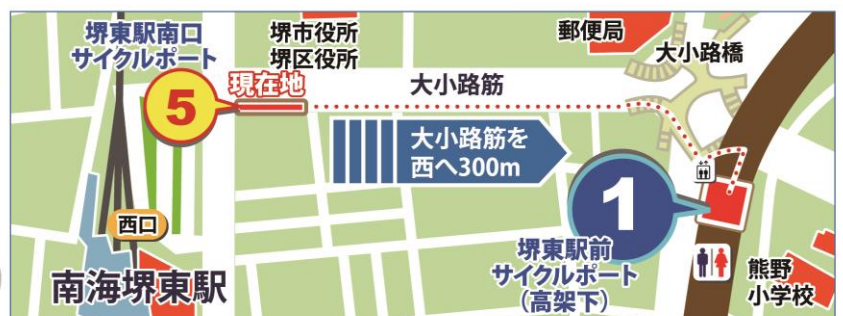 堺東駅南口
サイクルポート
5
現在地
堺市役所
堺区役所
大小路筋
郵便局
大小路橋
大小路筋を
西へ300m
1
堺東駅前
サイクルポート
(高架下)
西口
南海堺東駅
熊野
小学校